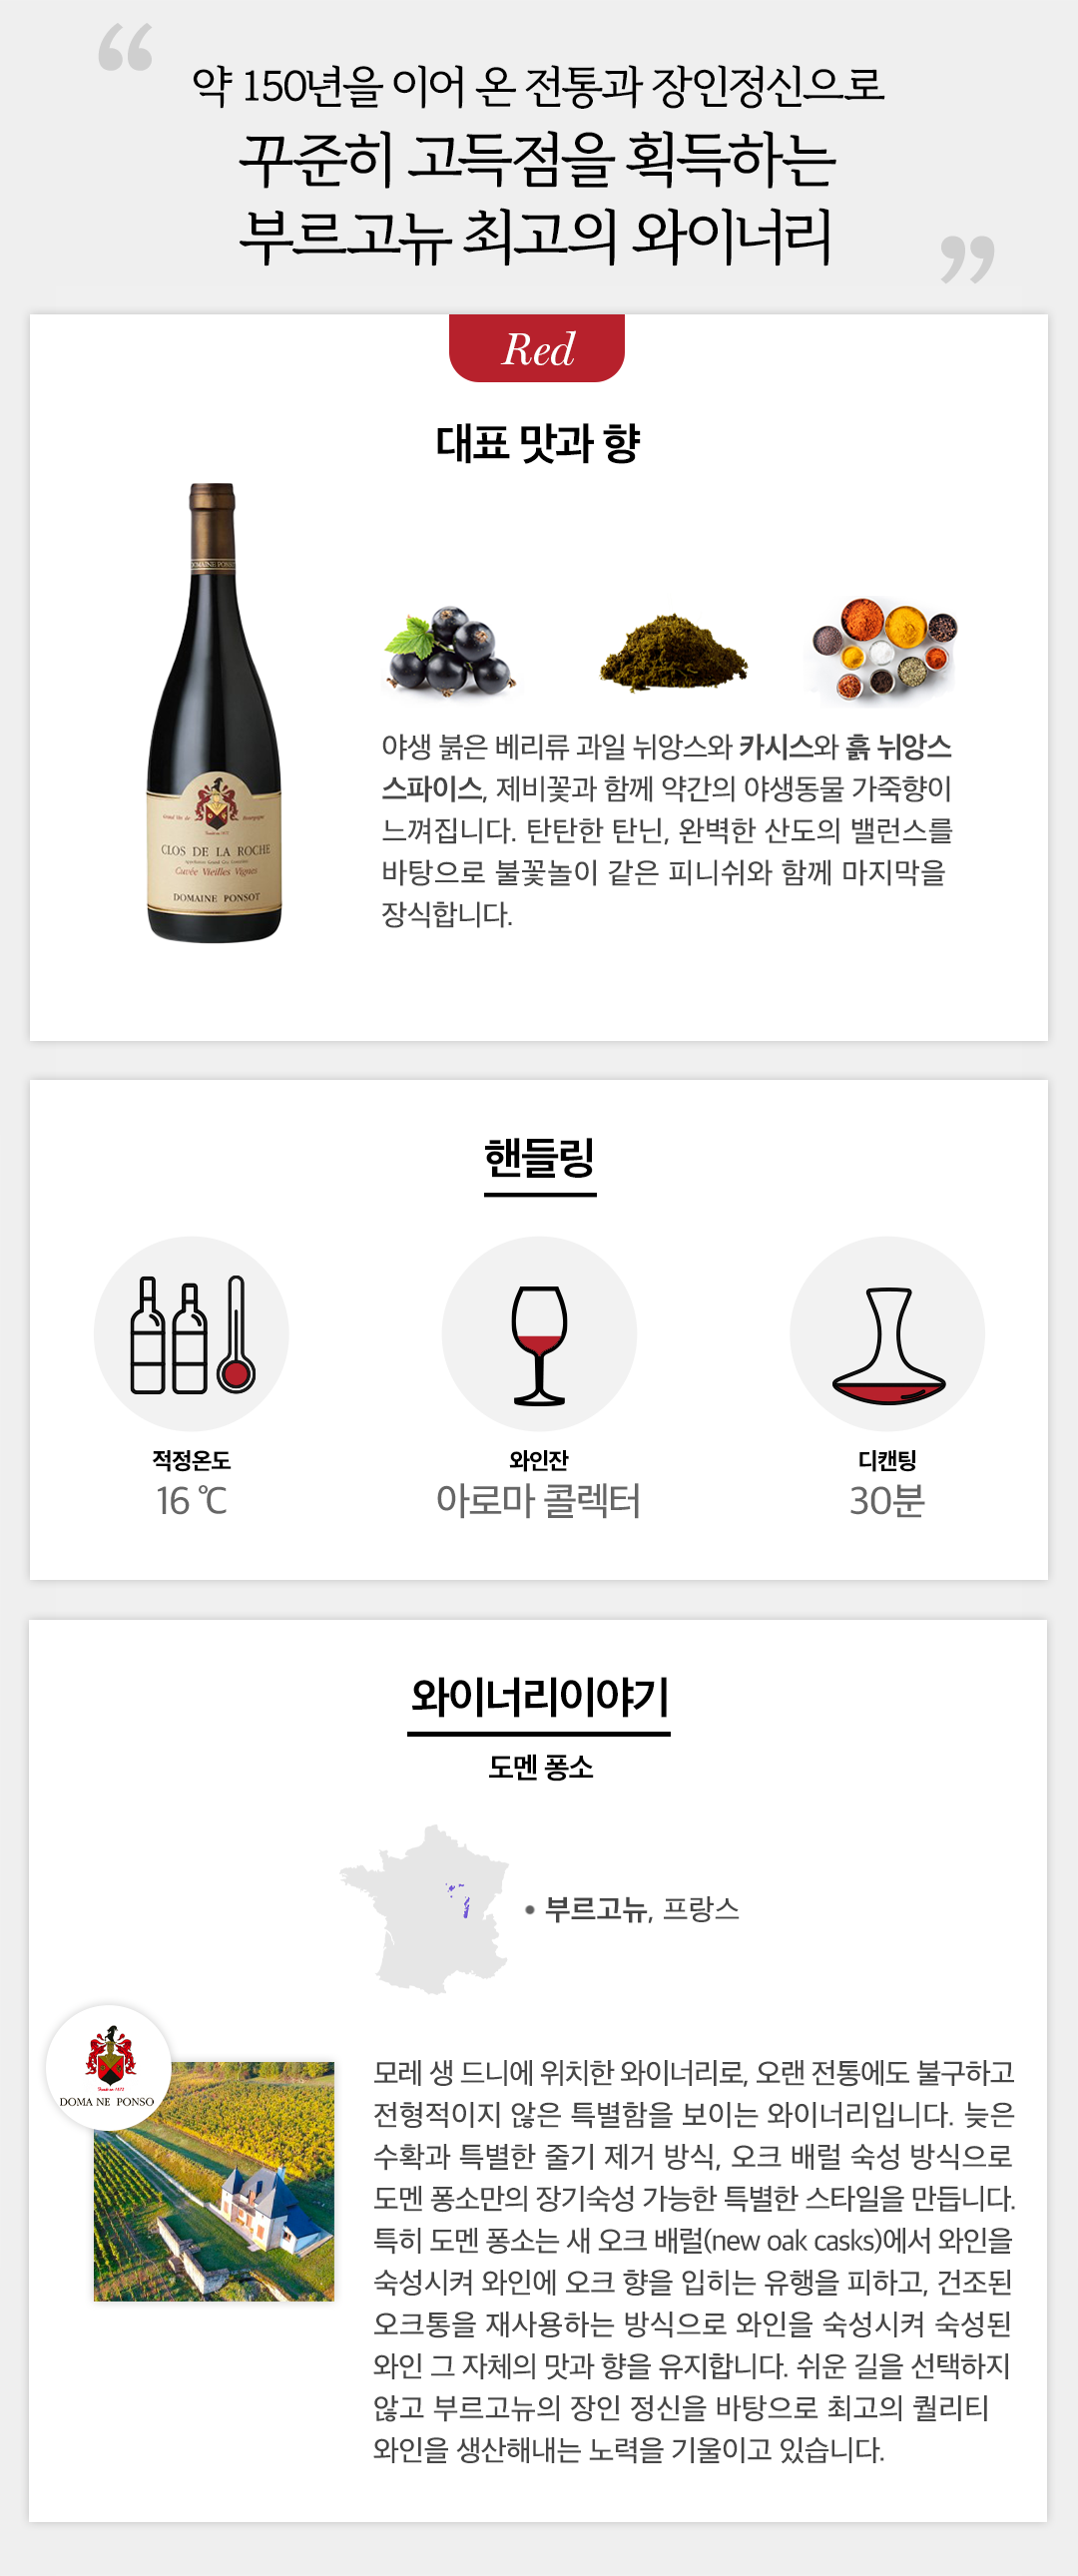 “
약 150년을 이어 온 전통과 장인정신으로
꾸준히 고득점을 획득하는
부르고뉴 최고의 와이너리
”
Red
대표 맛과 향
DOMAINE PONSOT
Grand Vin de Bourgogne
CLOS DE LA ROCHE
Cuvée Vieilles Vignes
DOMAINE PONSOT
야생 붉은 베리류 과일 뉘앙스와 카시스와 흙 뉘앙스
스파이스, 제비꽃과 함께 약간의 야생동물 가죽향이
느껴집니다. 탄탄한 탄닌, 완벽한 산도의 밸런스를
바탕으로 불꽃놀이 같은 피니쉬와 함께 마지막을
장식합니다.
핸들링
적정온도
16 ℃
와인잔
아로마 콜렉터
디캔팅
30분
와이너리이야기
도멘 퐁소
• 부르고뉴, 프랑스
DOMA NE PONSO
모레 생 드니에 위치한 와이너리로, 오랜 전통에도 불구하고
전형적이지 않은 특별함을 보이는 와이너리입니다. 늦은
수확과 특별한 줄기 제거 방식, 오크 배럴 숙성 방식으로
도멘 퐁소만의 장기숙성 가능한 특별한 스타일을 만듭니다.
특히 도멘 퐁소는 새 오크 배럴(new oak casks)에서 와인을
숙성시켜 와인에 오크 향을 입히는 유행을 피하고, 건조된
오크통을 재사용하는 방식으로 와인을 숙성시켜 숙성된
와인 그 자체의 맛과 향을 유지합니다. 쉬운 길을 선택하지
않고 부르고뉴의 장인 정신을 바탕으로 최고의 퀄리티
와인을 생산해내는 노력을 기울이고 있습니다.